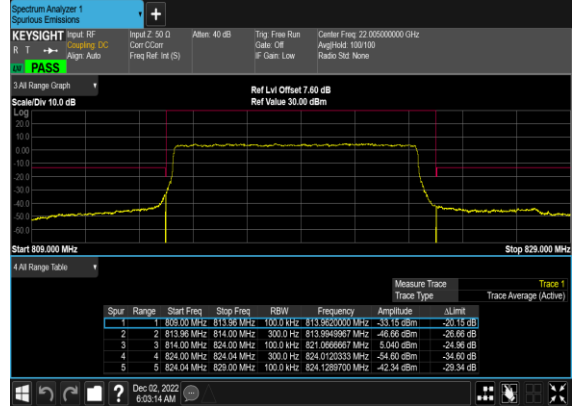 Spectrum Analyzer 1
Spurious Emissions
KEYSIGHT Input: RF Input Z: 50 Ω Atten: 40 dB Trig: Free Run Center Freq: 22.005000000 GHz
R T Coupling: DC Corr CCorr Gate: Off Avg|Hold: 100/100
Align: Auto Freq Ref: Int (S) IF Gain: Low Radio Std: None
LW PASS
3 All Range Graph
Ref Lvl Offset 7.60 dB
Scale/Div 10.0 dB Ref Value 30.00 dBm
Log
20.0
10.0
0.00
-10.0
-20.0
-30.0
-40.0
-50.0
-60.0
Start 809.000 MHz Stop 829.000 MHz
4 All Range Table
Measure Trace Trace 1
Trace Type Trace Average (Active)
Spur Range Start Freq Stop Freq RBW Frequency Amplitude ΔLimit
1 1 809.00 MHz 813.96 MHz 100.0 kHz 813.9620000 MHz -33.15 dBm -20.15 dB
2 2 813.96 MHz 814.00 MHz 300.0 Hz 813.9949967 MHz -46.66 dBm -26.66 dB
3 3 814.00 MHz 824.00 MHz 100.0 kHz 821.0666667 MHz 5.040 dBm -24.96 dB
4 4 824.00 MHz 824.04 MHz 300.0 Hz 824.0120333 MHz -54.60 dBm -34.60 dB
5 5 824.04 MHz 829.00 MHz 100.0 kHz 824.1289700 MHz -42.34 dBm -29.34 dB
Dec 02, 2022
6:03:14 AM